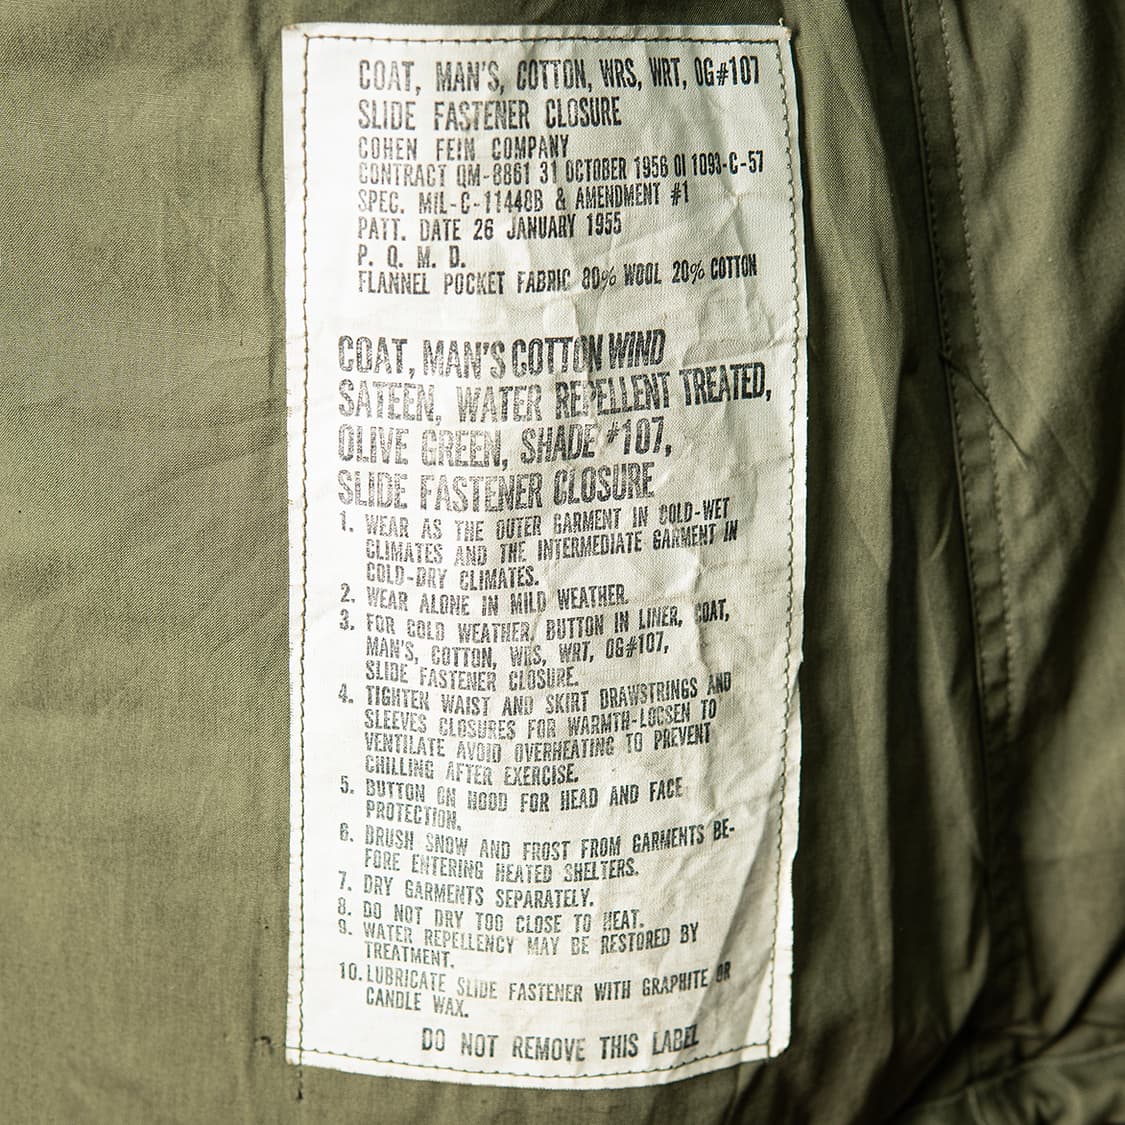 COAT, MAN'S, COTTON, WRS, WRT, OG#107
SLIDE FASTENER CLOSURE
COHEN FEIN COMPANY
CONTRACT QM-8861 31 OCTOBER 1956 OI 1093-C-57
SPEC. MIL-C-11448B & AMENDMENT #1
PATT. DATE 26 JANUARY 1955
P. Q. M. D.
FLANNEL POCKET FABRIC 80% WOOL 20% COTTON
COAT, MAN'S COTTON WIND
SATEEN, WATER REPELLENT TREATED,
OLIVE GREEN, SHADE #107,
SLIDE FASTENER CLOSURE
1. WEAR AS THE OUTER GARMENT IN COLD-WET
CLIMATES AND THE INTERMEDIATE GARMENT IN
COLD-DRY CLIMATES.
2. WEAR ALONE IN MILD WEATHER.
3. FOR COLD WEATHER, BUTTON IN LINER, COAT,
MAN'S, COTTON, WRS, WRT, OG#107,
SLIDE FASTENER CLOSURE.
4. TIGHTEN WAIST AND SKIRT DRAWSTRINGS AND
SLEEVES CLOSURES FOR WARMTH-LOOSEN TO
VENTILATE AVOID OVERHEATING TO PREVENT
CHILLING AFTER EXERCISE.
5. BUTTON ON HOOD FOR HEAD AND FACE
PROTECTION.
6. BRUSH SNOW AND FROST FROM GARMENTS BE-
FORE ENTERING HEATED SHELTERS.
7. DRY GARMENTS SEPARATELY.
8. DO NOT DRY TOO CLOSE TO HEAT.
9. WATER REPELLENCY MAY BE RESTORED BY
TREATMENT.
10. LUBRICATE SLIDE FASTENER WITH GRAPHITE OR
CANDLE WAX.
DO NOT REMOVE THIS LABEL